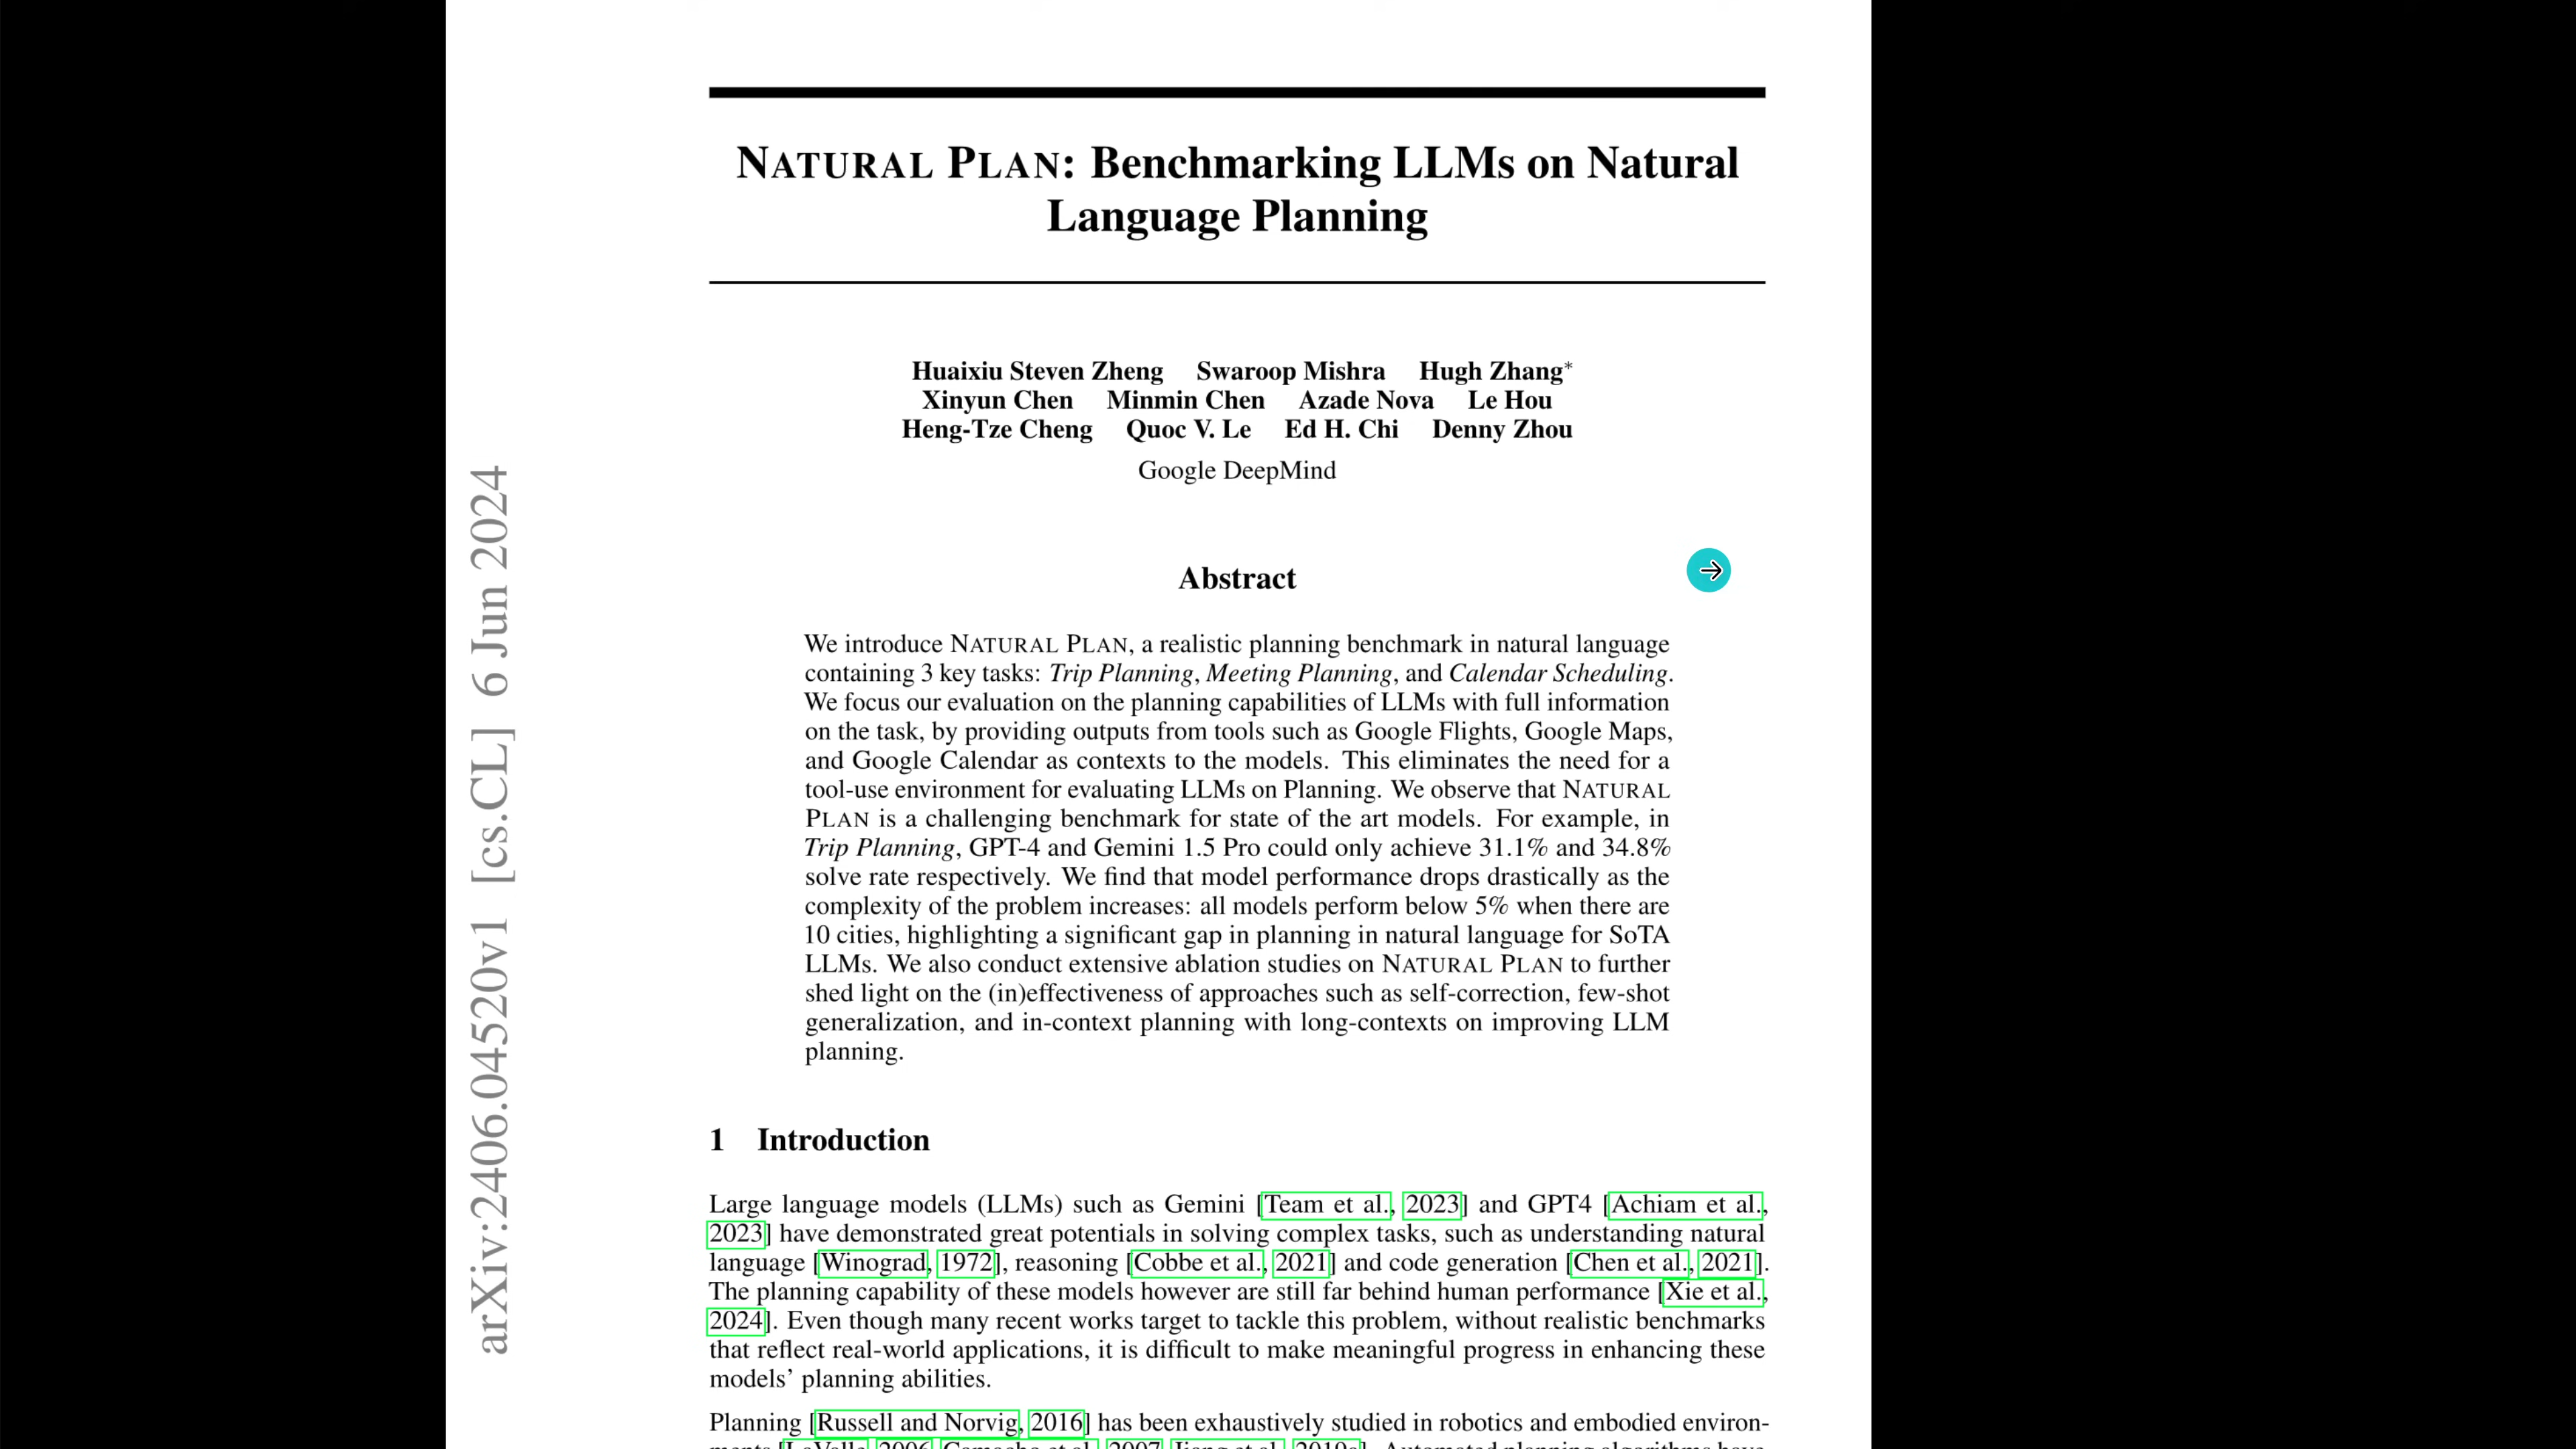 NATURAL PLAN: Benchmarking LLMs on Natural
Language Planning
Huaixiu Steven Zheng Swaroop Mishra Hugh Zhang*
Xinyun Chen Minmin Chen Azade Nova Le Hou
Heng-Tze Cheng Quoc V. Le Ed H. Chi Denny Zhou
Google DeepMind
Abstract
We introduce NATURAL PLAN, a realistic planning benchmark in natural language
containing 3 key tasks: Trip Planning, Meeting Planning, and Calendar Scheduling.
We focus our evaluation on the planning capabilities of LLMs with full information
on the task, by providing outputs from tools such as Google Flights, Google Maps,
and Google Calendar as contexts to the models. This eliminates the need for a
tool-use environment for evaluating LLMs on Planning. We observe that NATURAL
PLAN is a challenging benchmark for state of the art models. For example, in
Trip Planning, GPT-4 and Gemini 1.5 Pro could only achieve 31.1% and 34.8%
solve rate respectively. We find that model performance drops drastically as the
complexity of the problem increases: all models perform below 5% when there are
10 cities, highlighting a significant gap in planning in natural language for SoTA
LLMs. We also conduct extensive ablation studies on NATURAL PLAN to further
shed light on the (in)effectiveness of approaches such as self-correction, few-shot
generalization, and in-context planning with long-contexts on improving LLM
planning.
1 Introduction
Large language models (LLMs) such as Gemini [Team et al., 2023] and GPT4 [Achiam et al.,
2023] have demonstrated great potentials in solving complex tasks, such as understanding natural
language [Winograd, 1972], reasoning [Cobbe et al., 2021] and code generation [Chen et al., 2021].
The planning capability of these models however are still far behind human performance [Xie et al.,
2024]. Even though many recent works target to tackle this problem, without realistic benchmarks
that reflect real-world applications, it is difficult to make meaningful progress in enhancing these
models' planning abilities.
Planning [Russell and Norvig, 2016] has been exhaustively studied in robotics and embodied environ-
arXiv:2406.04520v1 [cs.CL] 6 Jun 2024